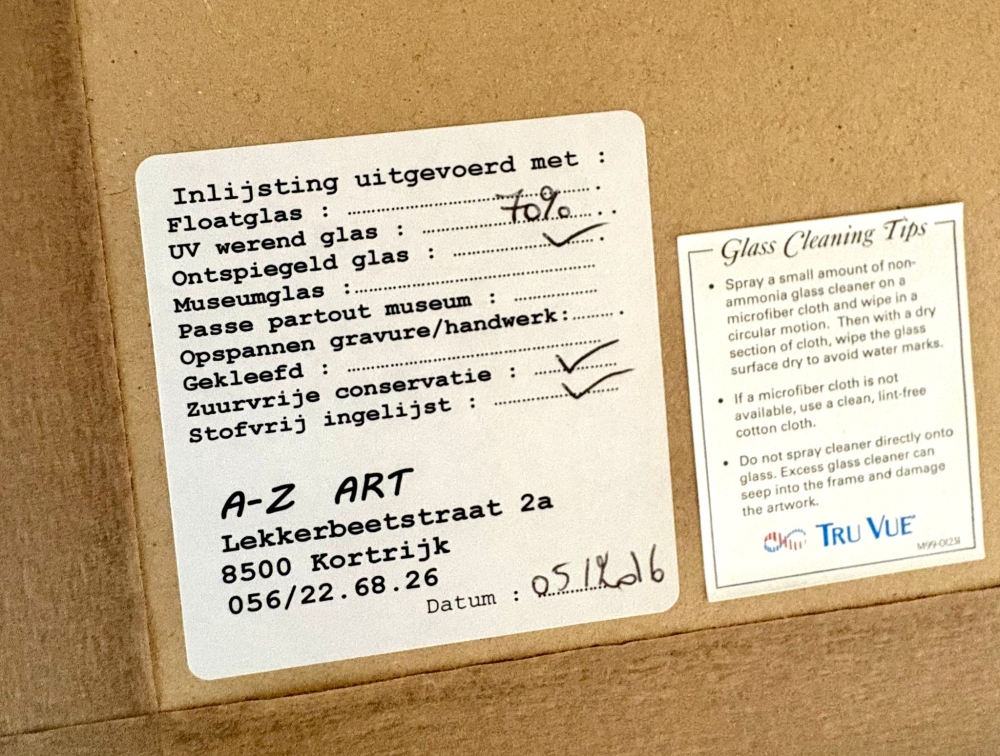 Inlijsting uitgevoerd met :
Floatglas : ..............................
UV werend glas : .......70%.......
Ontspiegeld glas : .......✓.......
Museumglas :..............................
Passe partout museum : ..........
Opspannen gravure/handwerk:.......
Gekleefd : ..............................
Zuurvrije conservatie : ....✓....
Stofvrij ingelijst : .......✓.......
A-Z ART
Lekkerbeetstraat 2a
8500 Kortrijk
056/22.68.26
Datum :
Glass Cleaning Tips
• Spray a small amount of non-
ammonia glass cleaner on a
microfiber cloth and wipe in a
circular motion. Then with a dry
section of cloth, wipe the glass
surface dry to avoid water marks.
• If a microfiber cloth is not
available, use a clean, lint-free
cotton cloth.
• Do not spray cleaner directly onto
glass. Excess glass cleaner can
seep into the frame and damage
the artwork.
TRU VUE